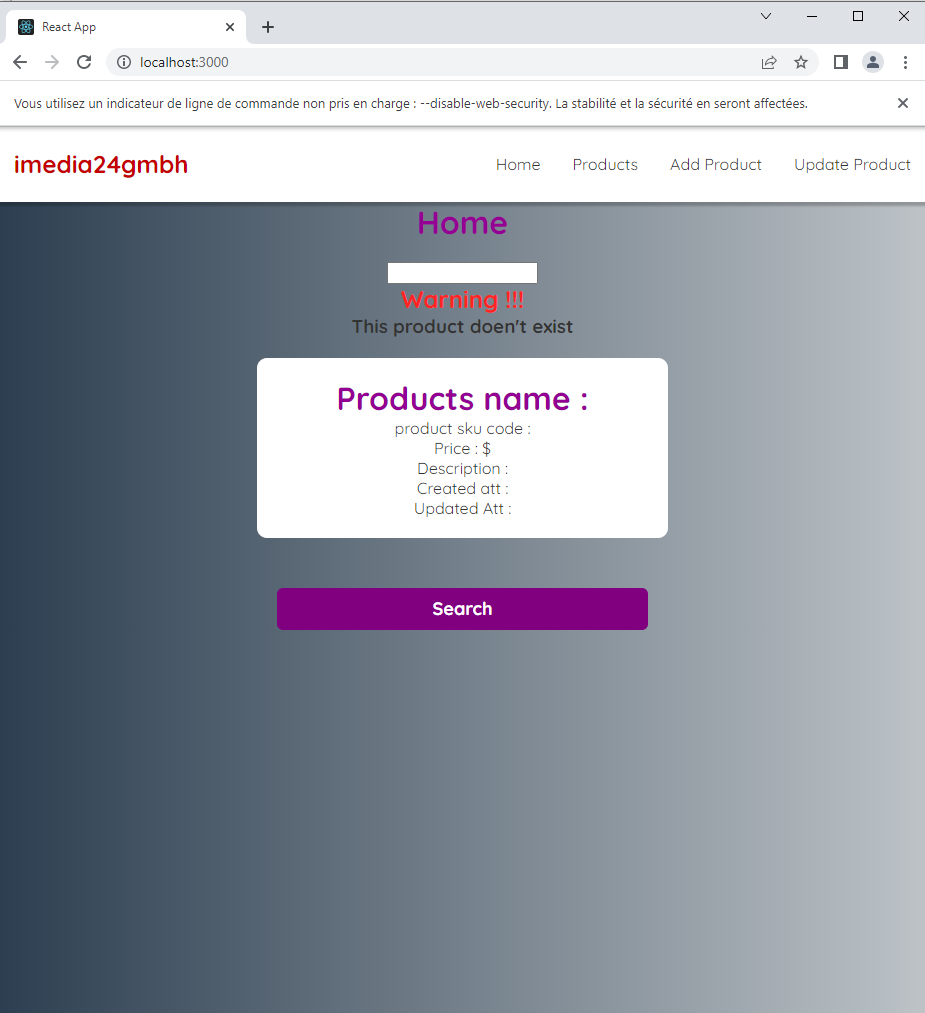 React App
localhost:3000
Vous utilisez un indicateur de ligne de commande non pris en charge : --disable-web-security. La stabilité et la sécurité en seront affectées.
imedia24gmbh
Home Products Add Product Update Product
Home
Warning !!!
This product doen't exist
Products name :
product sku code :
Price : $
Description :
Created att :
Updated Att :
Search